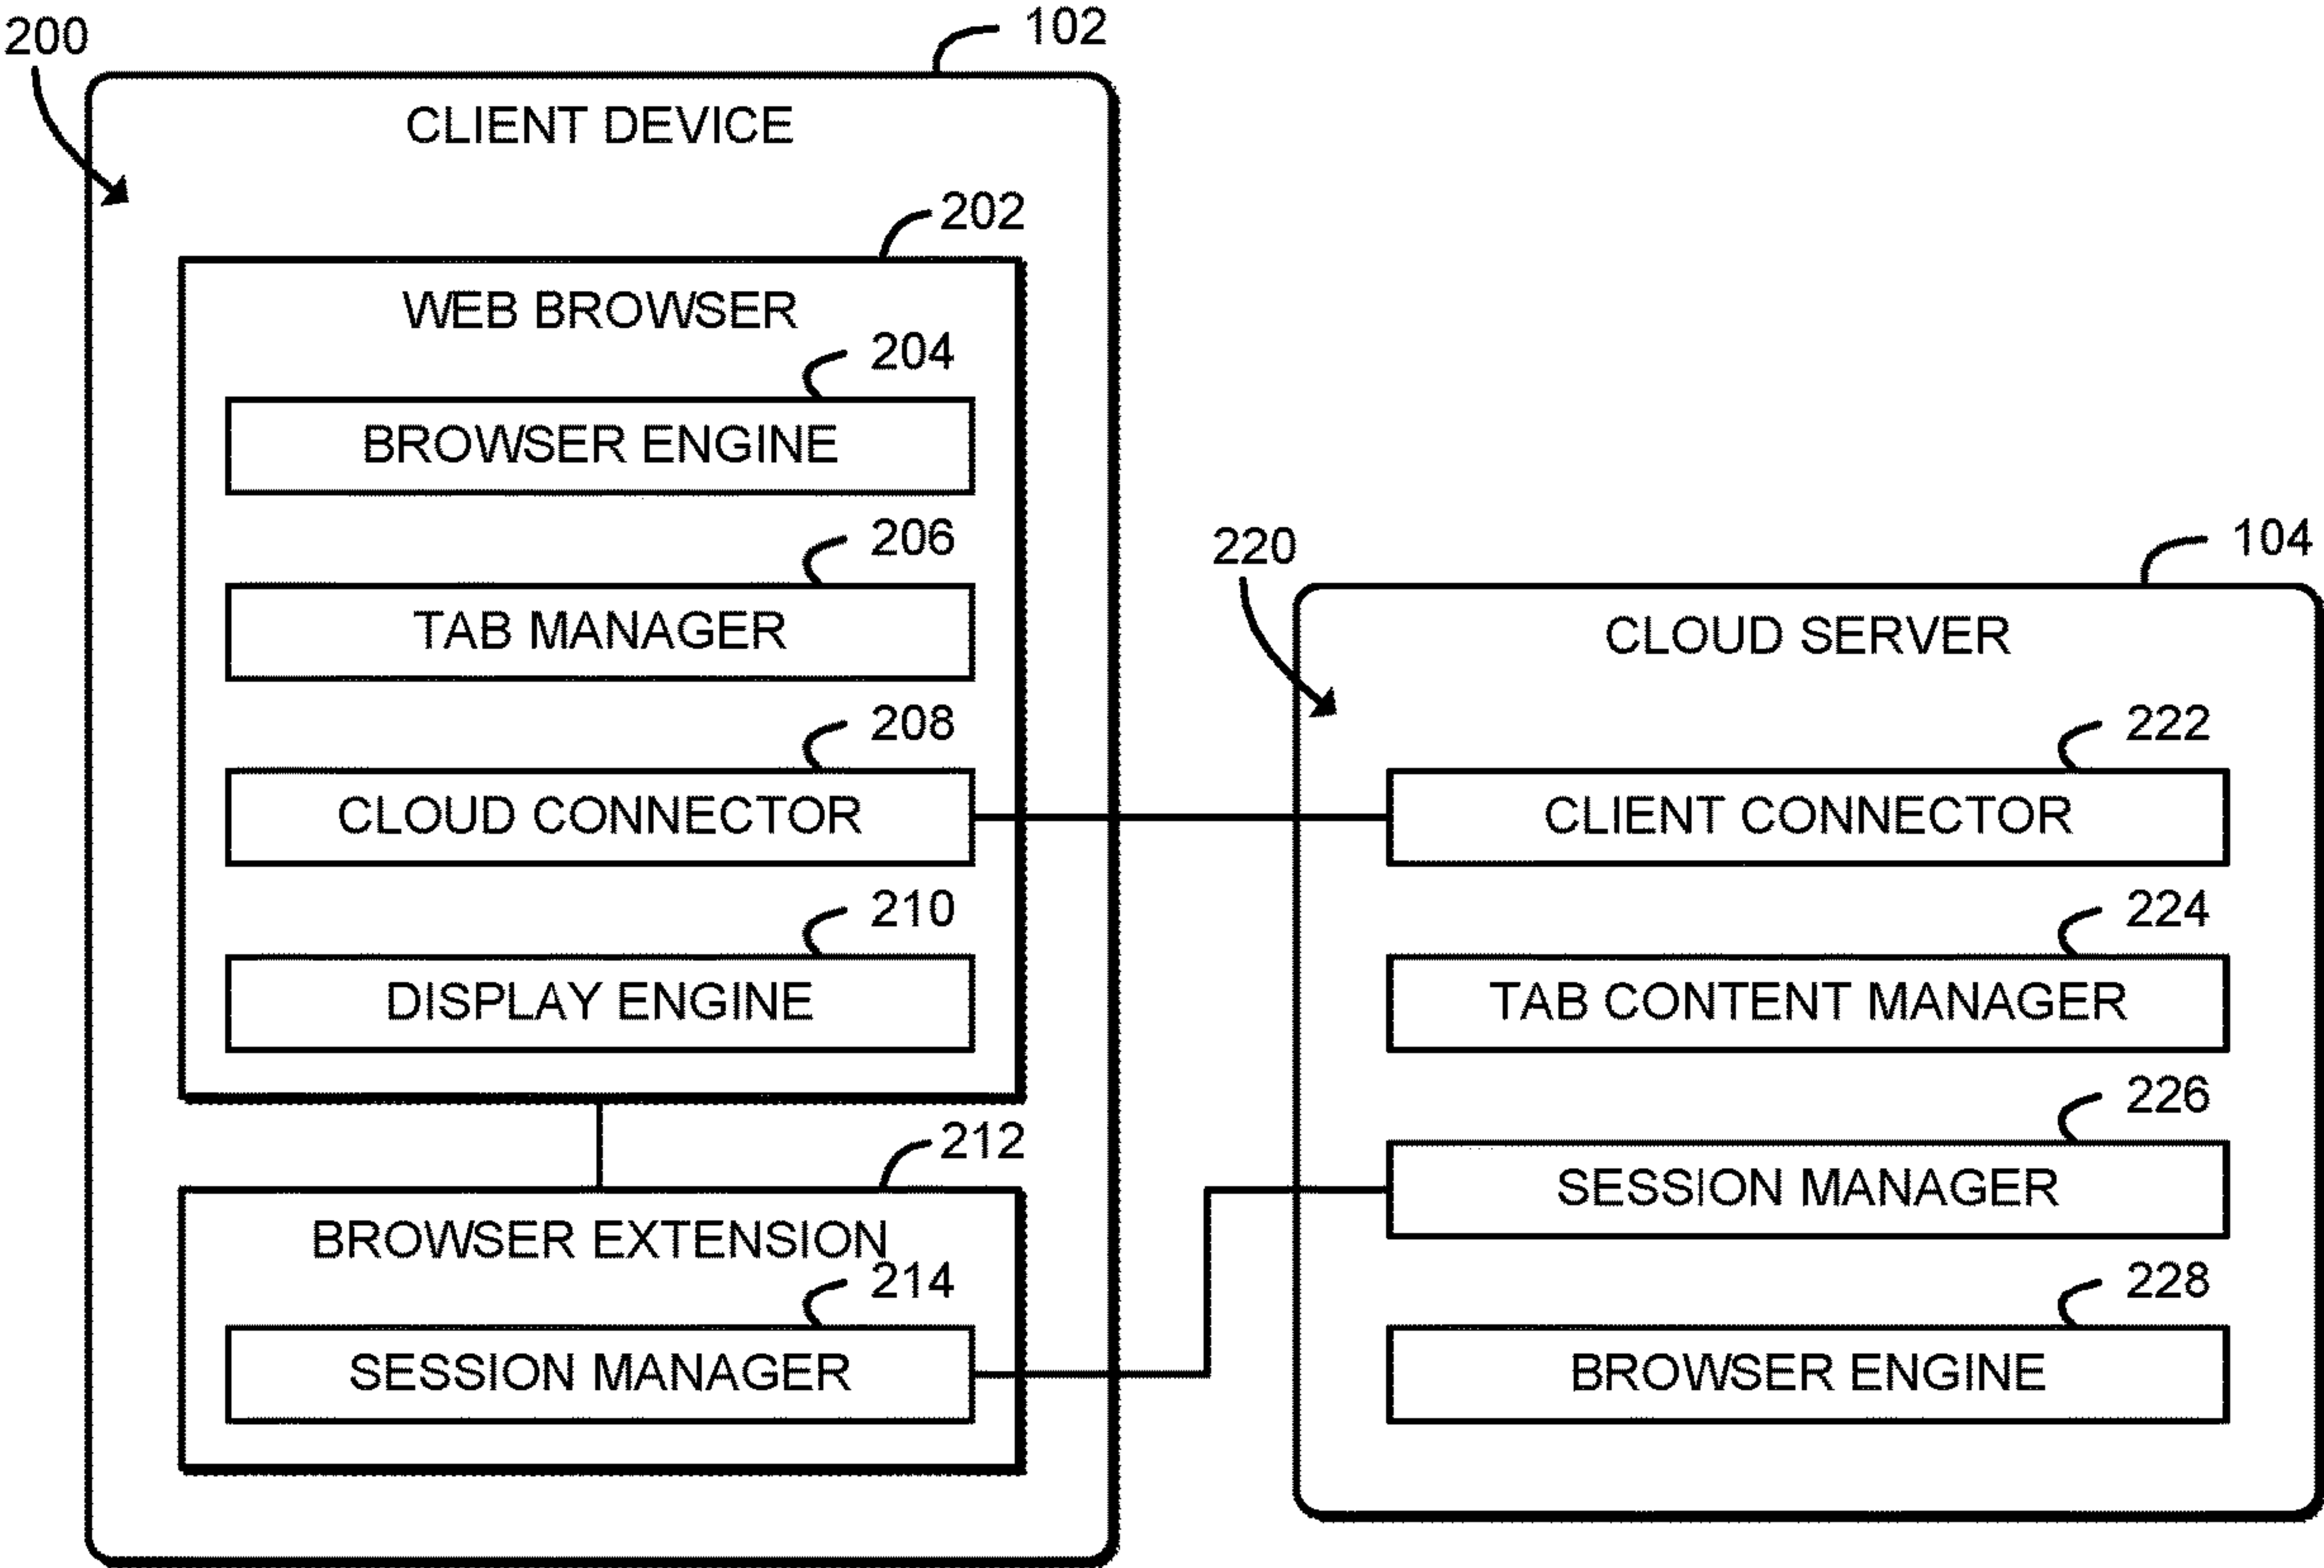 200
102
CLIENT DEVICE
202
WEB BROWSER
204
BROWSER ENGINE
206
TAB MANAGER
208
CLOUD CONNECTOR
210
DISPLAY ENGINE
212
BROWSER EXTENSION
214
SESSION MANAGER
220
104
CLOUD SERVER
222
CLIENT CONNECTOR
224
TAB CONTENT MANAGER
226
SESSION MANAGER
228
BROWSER ENGINE